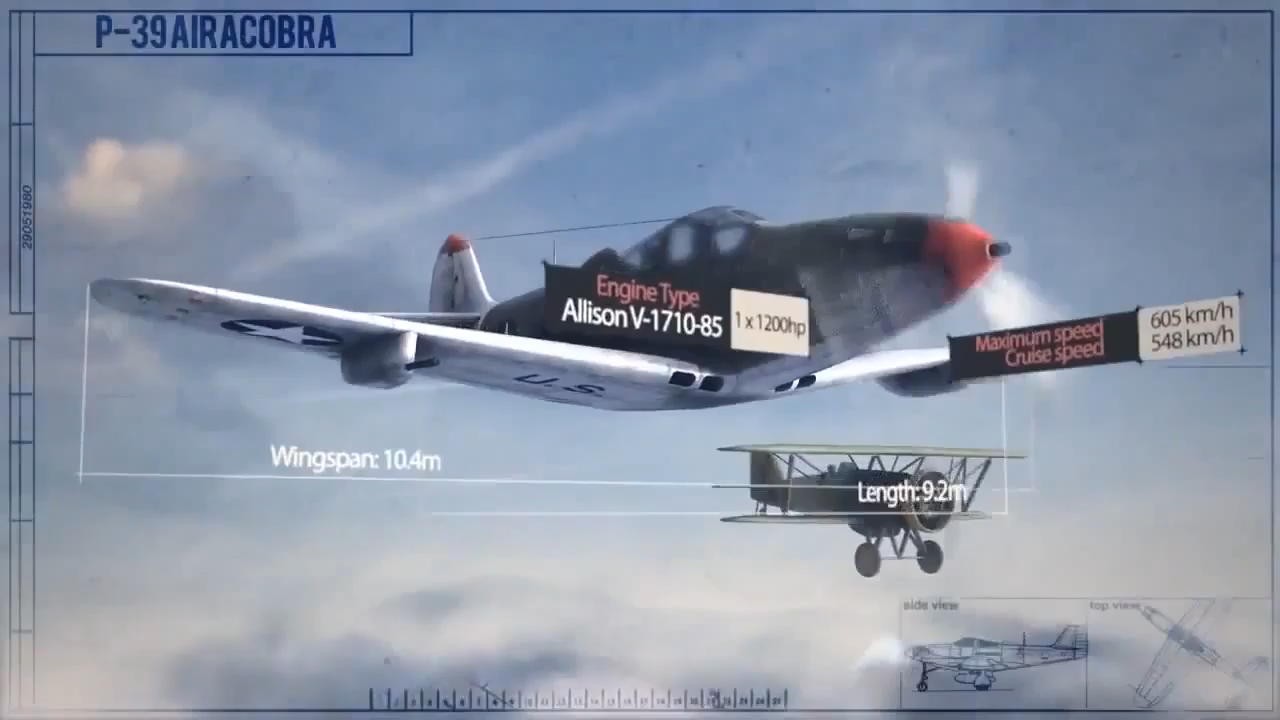 P-39 AIRACOBRA
29051980
Engine Type
Allison V-1710-85
1 x 1200hp
Maximum speed
Cruise speed
605 km/h
548 km/h
U.S
Wingspan: 10.4m
Length: 9.2m
side view
top view